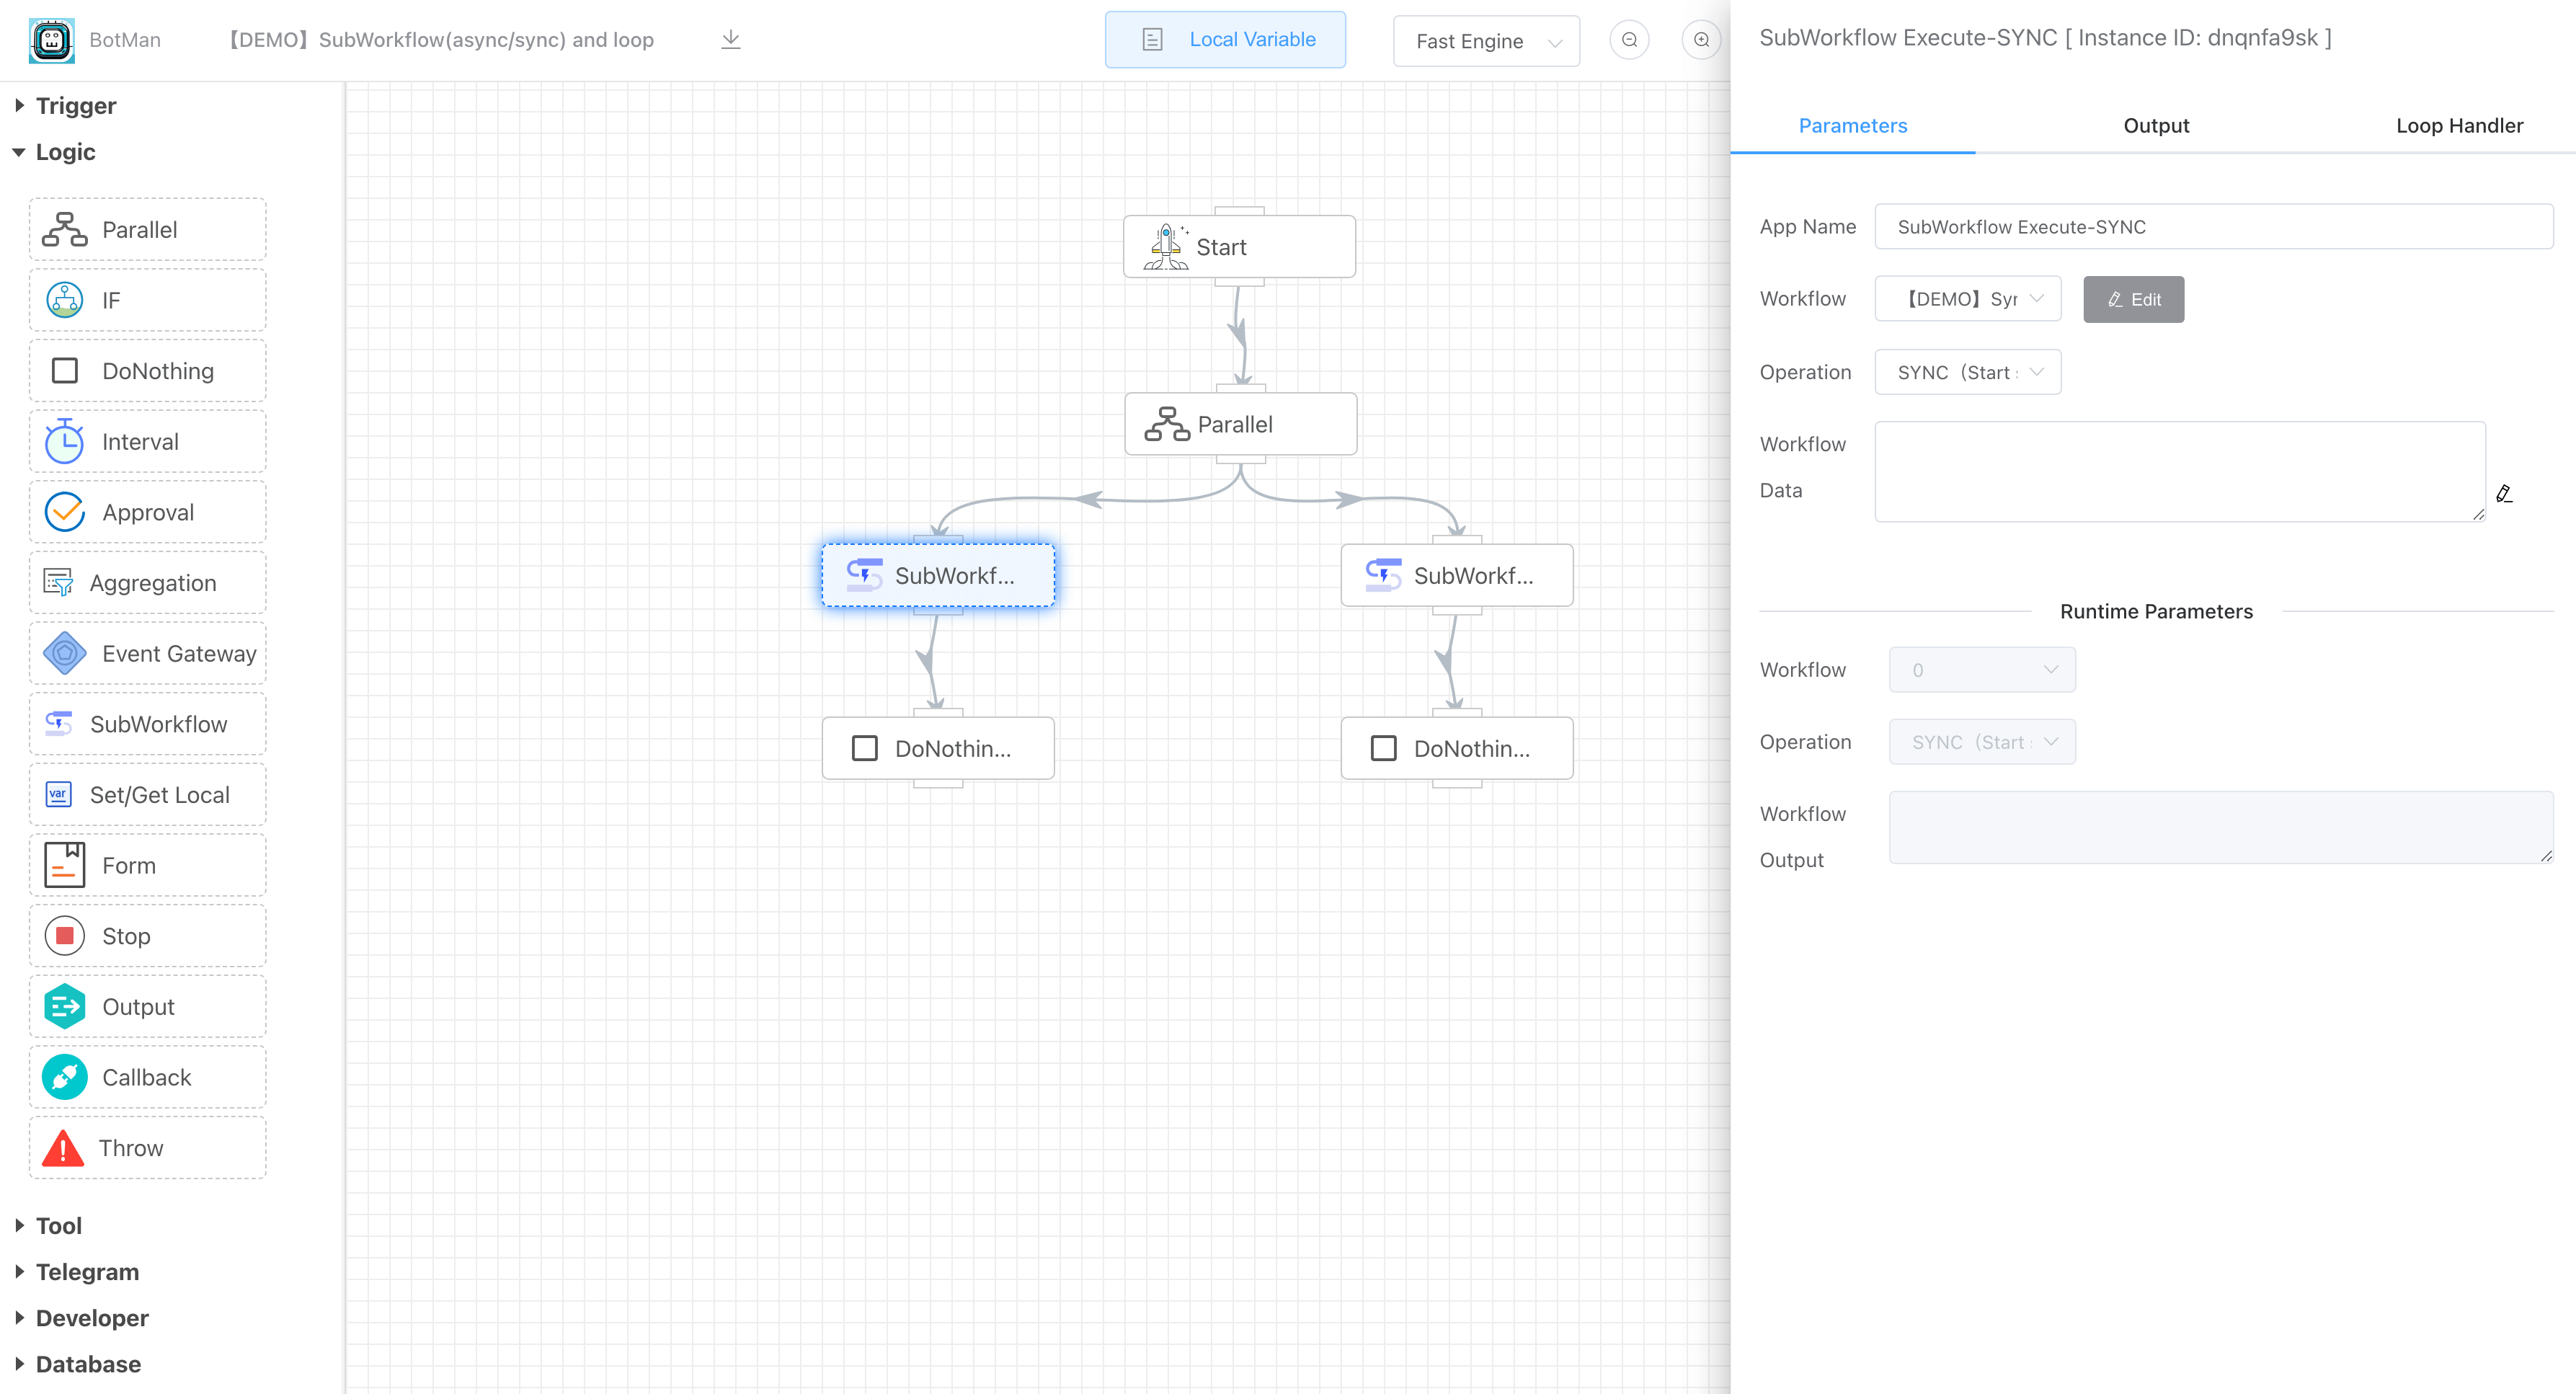 BotMan
【DEMO】SubWorkflow(async/sync) and loop
Local Variable
Fast Engine
Trigger
Logic
Parallel
IF
DoNothing
Interval
Approval
Aggregation
Event Gateway
SubWorkflow
var
Set/Get Local
Form
Stop
Output
Callback
Throw
Tool
Telegram
Developer
Database
Start
Parallel
SubWorkf...
SubWorkf...
DoNothin...
DoNothin...
SubWorkflow Execute-SYNC [ Instance ID: dnqnfa9sk ]
Parameters
Output
Loop Handler
App Name
SubWorkflow Execute-SYNC
Workflow
【DEMO】Syr
Edit
Operation
SYNC（Start
Workflow
Data
Runtime Parameters
Workflow
0
Operation
SYNC（Start
Workflow
Output